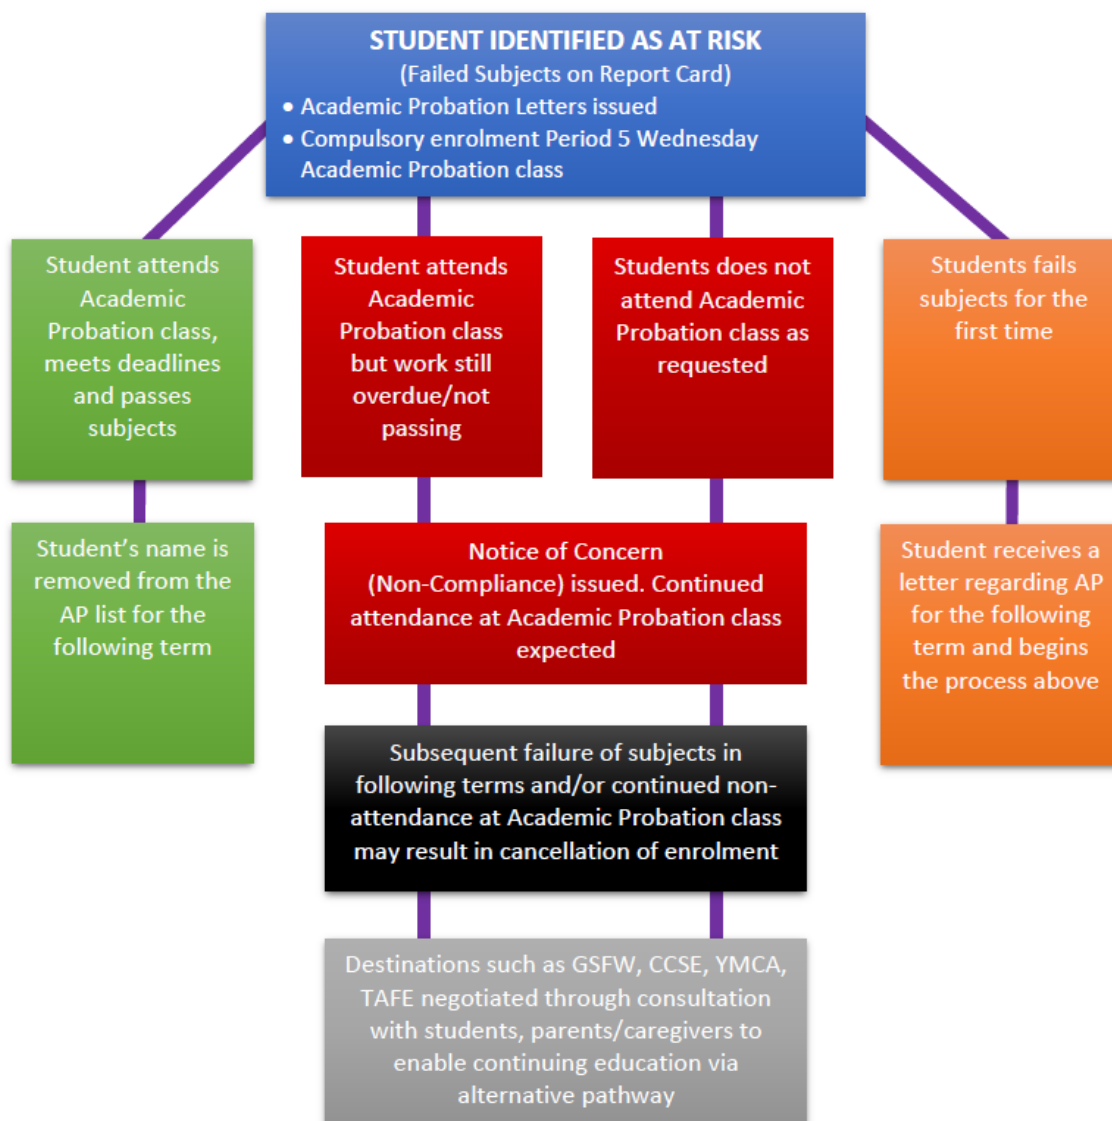 STUDENT IDENTIFIED AS AT RISK
(Failed Subjects on Report Card)
• Academic Probation Letters issued
• Compulsory enrolment Period 5 Wednesday
Academic Probation class
Student attends
Academic
Probation class,
meets deadlines
and passes
subjects
Student attends
Academic
Probation class
but work still
overdue/not
passing
Students does not
attend Academic
Probation class as
requested
Students fails
subjects for the
first time
Student’s name is
removed from the
AP list for the
following term
Notice of Concern
(Non-Compliance) issued. Continued
attendance at Academic Probation class
expected
Student receives a
letter regarding AP
for the following
term and begins
the process above
Subsequent failure of subjects in
following terms and/or continued non-
attendance at Academic Probation class
may result in cancellation of enrolment
Destinations such as GSFW, CCSE, YMCA,
TAFE negotiated through consultation
with students, parents/caregivers to
enable continuing education via
alternative pathway